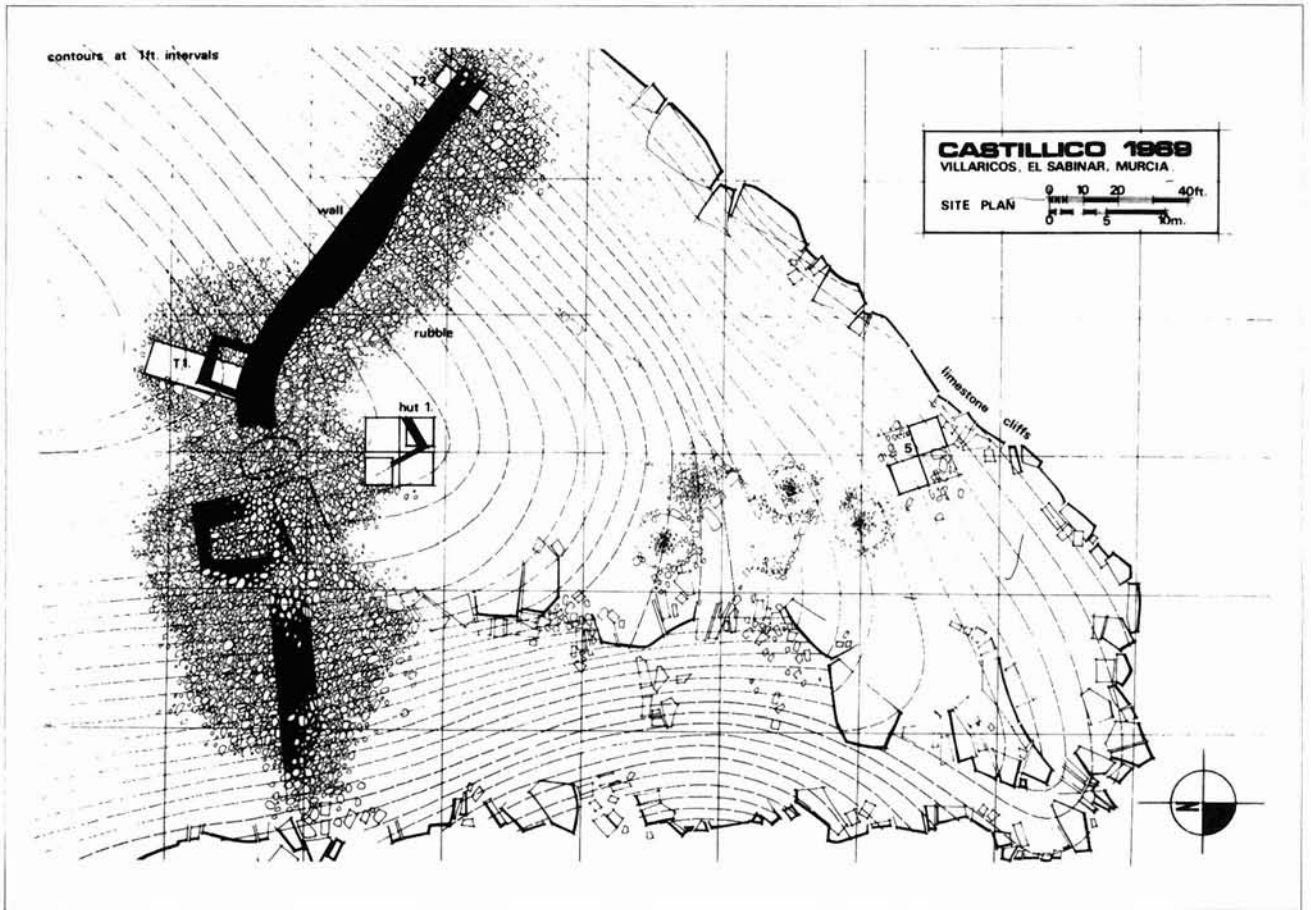 contours at 1ft. intervals
T2
CASTILLICO 1969
VILLARICOS, EL SABINAR, MURCIA.
SITE PLAN
0 10 20 40ft.
0 5 10m.
wall
rubble
T1.
hut 1.
limestone cliffs
5
N